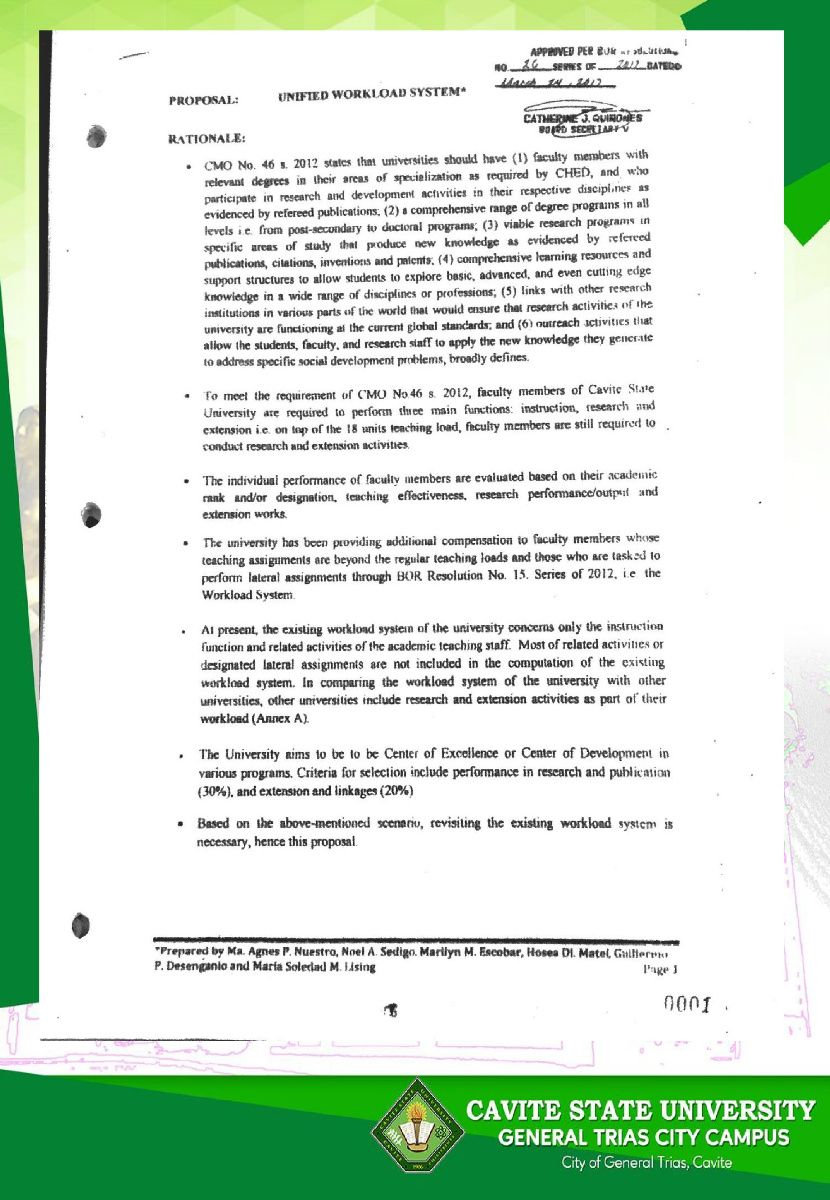 APPROVED PER BOR
NO. 26 SERIES OF 2017 DATED
March 14, 2017
PROPOSAL: UNIFIED WORKLOAD SYSTEM*
CATHERINE J. QUIRONES
BOARD SECRETARY V
RATIONALE:
• CMO No. 46 s. 2012 states that universities should have (1) faculty members with
relevant degrees in their areas of specialization as required by CHED, and who
participate in research and development activities in their respective disciplines as
evidenced by refereed publications; (2) a comprehensive range of degree programs in all
levels i.e. from post-secondary to doctoral programs; (3) viable research programs in
specific areas of study that produce new knowledge as evidenced by refereed
publications, citations, inventions and patents; (4) comprehensive learning resources and
support structures to allow students to explore basic, advanced, and even cutting edge
knowledge in a wide range of disciplines or professions; (5) links with other research
institutions in various parts of the world that would ensure that research activities of the
university are functioning at the current global standards; and (6) outreach activities that
allow the students, faculty, and research staff to apply the new knowledge they generate
to address specific social development problems, broadly defines.
• To meet the requirement of CMO No.46 s. 2012, faculty members of Cavite State
University are required to perform three main functions: instruction, research and
extension i.e. on top of the 18 units teaching load, faculty members are still required to
conduct research and extension activities.
• The individual performance of faculty members are evaluated based on their academic
rank and/or designation, teaching effectiveness, research performance/output and
extension works.
• The university has been providing additional compensation to faculty members whose
teaching assignments are beyond the regular teaching loads and those who are tasked to
perform lateral assignments through BOR Resolution No. 15. Series of 2012, i.e the
Workload System.
• At present, the existing workload system of the university concerns only the instruction
function and related activities of the academic teaching staff. Most of related activities or
designated lateral assignments are not included in the computation of the existing
workload system. In comparing the workload system of the university with other
universities, other universities include research and extension activities as part of their
workload (Annex A).
• The University aims to be to be Center of Excellence or Center of Development in
various programs. Criteria for selection include performance in research and publication
(30%), and extension and linkages (20%)
• Based on the above-mentioned scenario, revisiting the existing workload system is
necessary, hence this proposal.
*Prepared by Ma. Agnes P. Nuestro, Noel A. Sedigo. Marilyn M. Escobar, Hosea DI. Matel, Guillermo
P. Desenganio and Maria Soledad M. Lising
Page 1
0001
CAVITE STATE UNIVERSITY
GENERAL TRIAS CITY CAMPUS
City of General Trias, Cavite